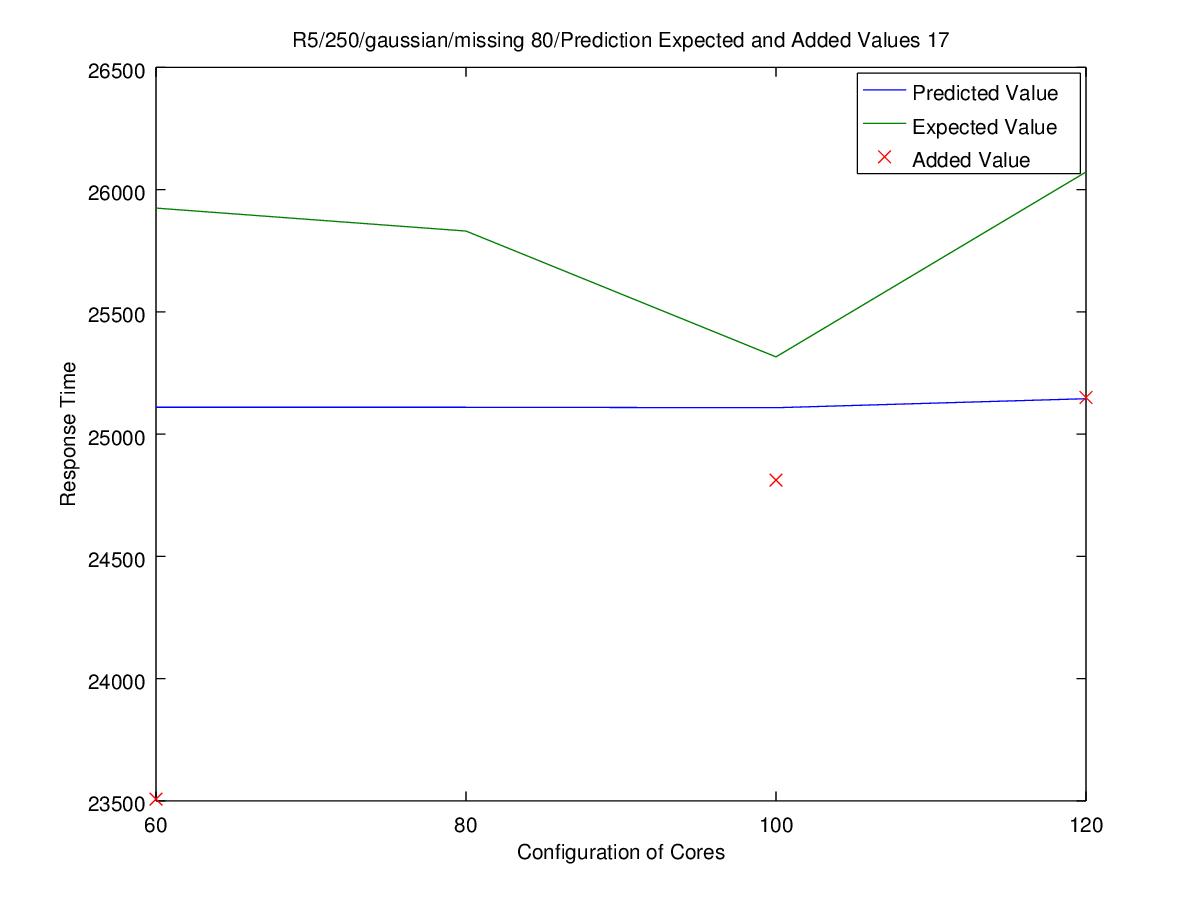 R5/250/gaussian/missing 80/Prediction Expected and Added Values 17
26500
26000
25500
25000
24500
24000
23500
Response Time
Predicted Value
Expected Value
Added Value
60 80 100 120
Configuration of Cores